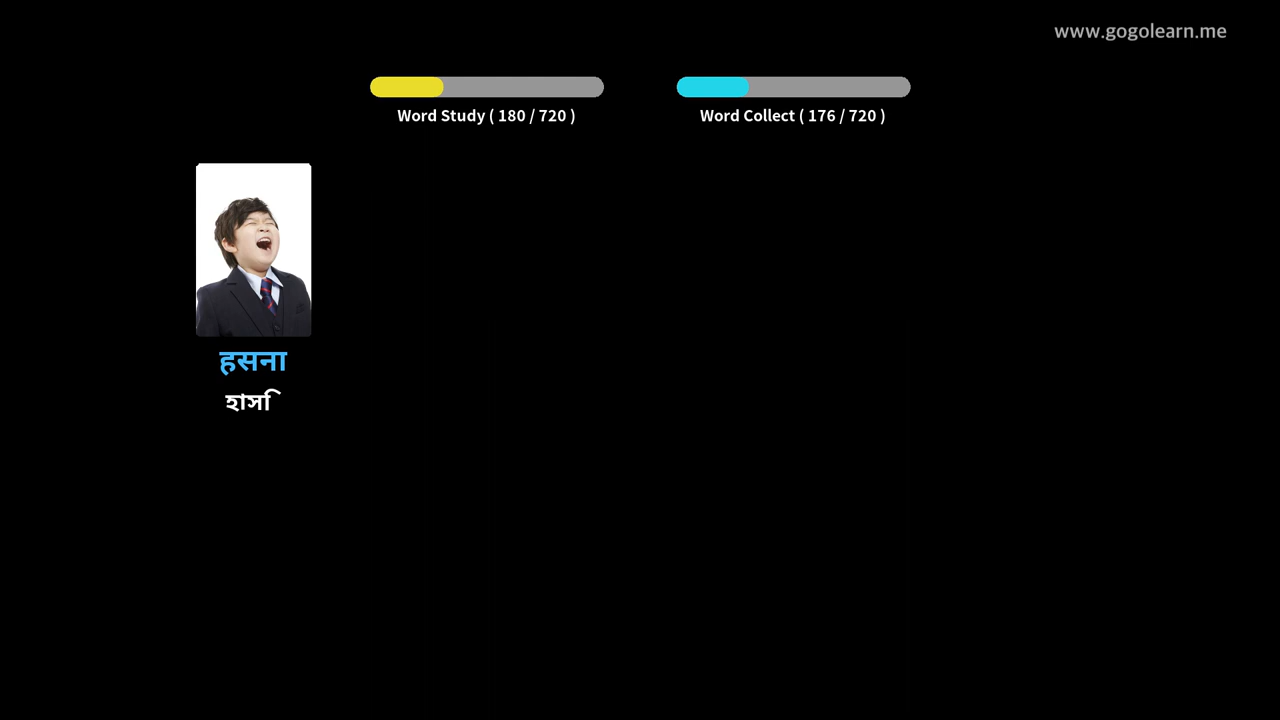 www.gogolearn.me
Word Study ( 180 / 720 )
Word Collect ( 176 / 720 )
हसना
হাসি